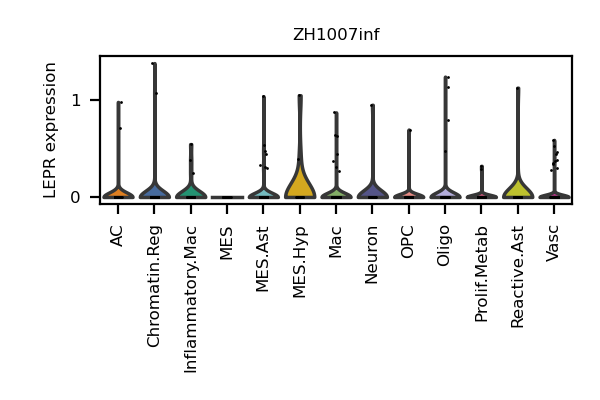 ZH1007inf
LEPR expression
1
0
AC
Chromatin.Reg
Inflammatory.Mac
MES
MES.Ast
MES.Hyp
Mac
Neuron
OPC
Oligo
Prolif.Metab
Reactive.Ast
Vasc